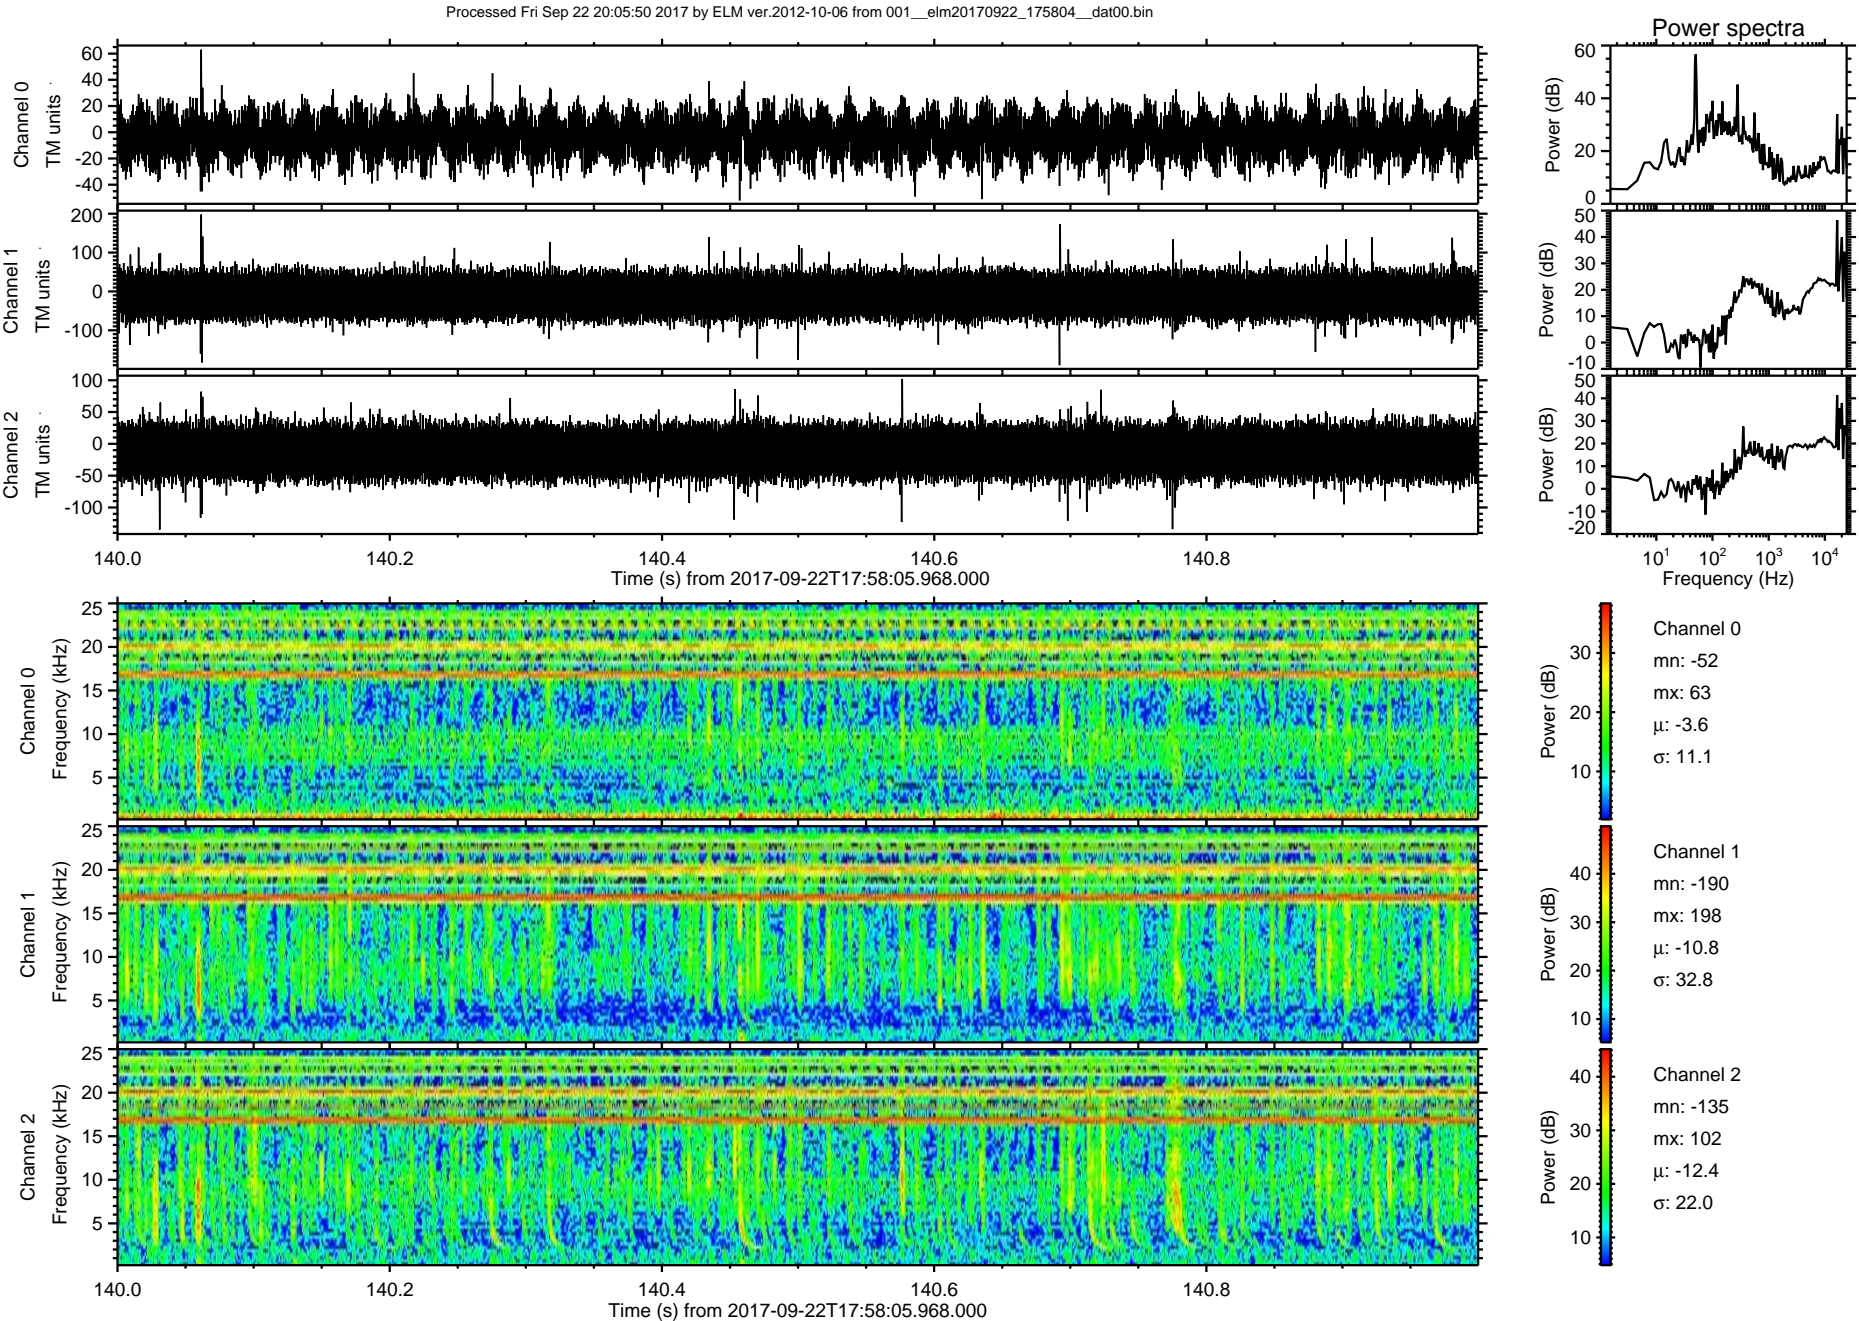 Processed Fri Sep 22 20:05:50 2017 by ELM ver.2012-10-06 from 001__elm20170922_175804__dat00.bin
Power spectra
Channel 0
TM units
60
40
20
0
-20
-40
Power (dB)
60
40
20
0
Channel 1
TM units
200
100
0
-100
Power (dB)
50
40
30
20
10
0
-10
Channel 2
TM units
100
50
0
-50
-100
Power (dB)
50
40
30
20
10
0
-10
-20
140.0 140.2 140.4 140.6 140.8
Time (s) from 2017-09-22T17:58:05.968.000
10^1 10^2 10^3 10^4
Frequency (Hz)
Channel 0
Frequency (kHz)
25
20
15
10
5
Power (dB)
30
20
10
Channel 0
mn: -52
mx: 63
μ: -3.6
σ: 11.1
Channel 1
Frequency (kHz)
25
20
15
10
5
Power (dB)
40
30
20
10
Channel 1
mn: -190
mx: 198
μ: -10.8
σ: 32.8
Channel 2
Frequency (kHz)
25
20
15
10
5
Power (dB)
40
30
20
10
Channel 2
mn: -135
mx: 102
μ: -12.4
σ: 22.0
140.0 140.2 140.4 140.6 140.8
Time (s) from 2017-09-22T17:58:05.968.000